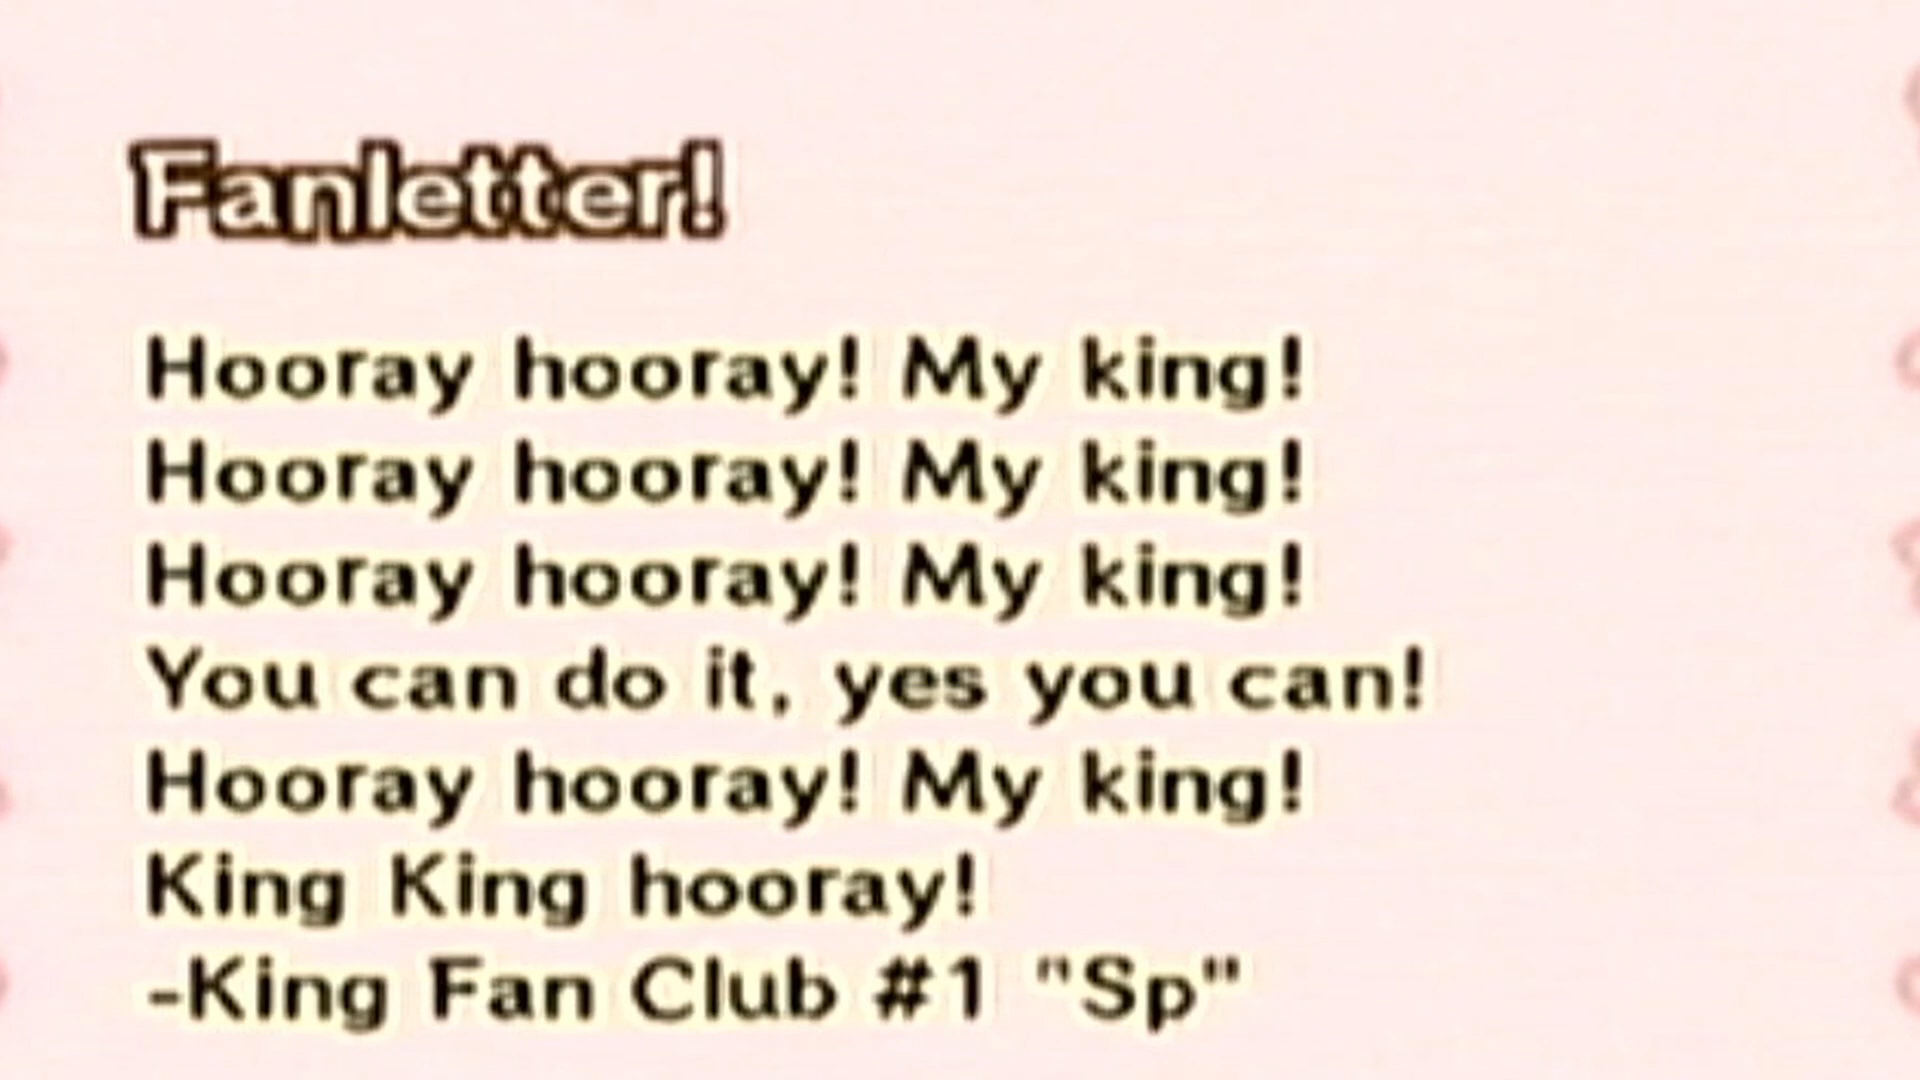 Fanletter!
Hooray hooray! My king!
Hooray hooray! My king!
Hooray hooray! My king!
You can do it, yes you can!
Hooray hooray! My king!
King King hooray!
-King Fan Club #1 "Sp"